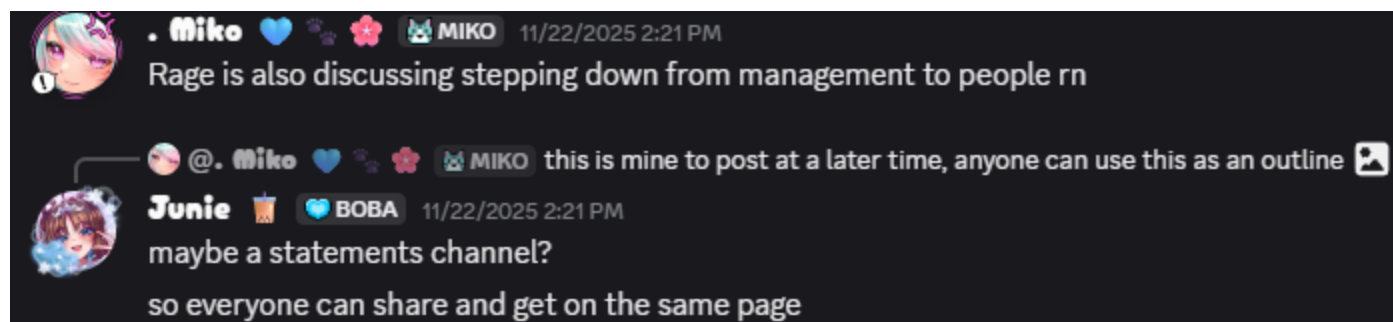 . Miko 💙 🐾 🌸 MIKO 11/22/2025 2:21 PM
Rage is also discussing stepping down from management to people rn
@. Miko 💙 🐾 🌸 MIKO this is mine to post at a later time, anyone can use this as an outline
Junie 🧋 BOBA 11/22/2025 2:21 PM
maybe a statements channel?
so everyone can share and get on the same page